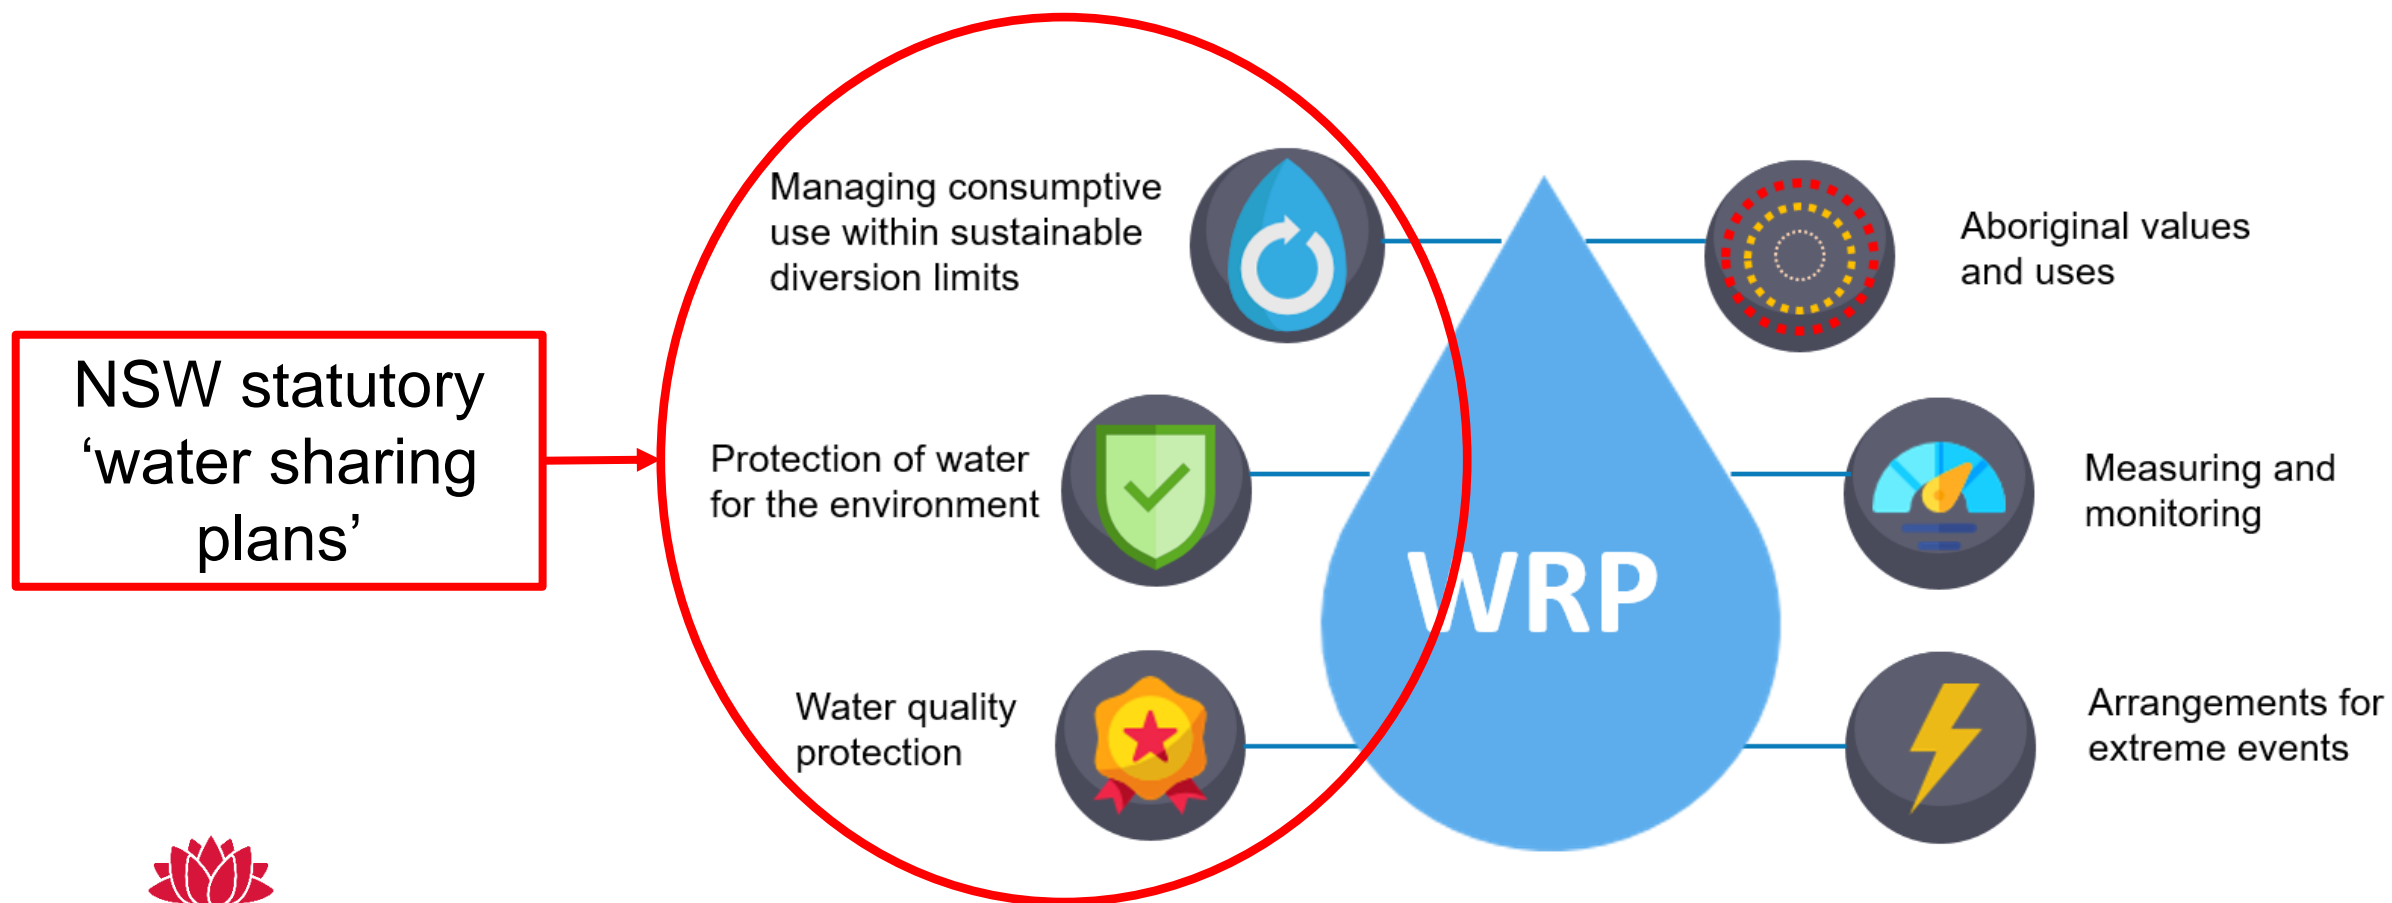 NSW statutory
‘water sharing
plans’
Managing consumptive
use within sustainable
diversion limits
Protection of water
for the environment
Water quality
protection
WRP
Aboriginal values
and uses
Measuring and
monitoring
Arrangements for
extreme events